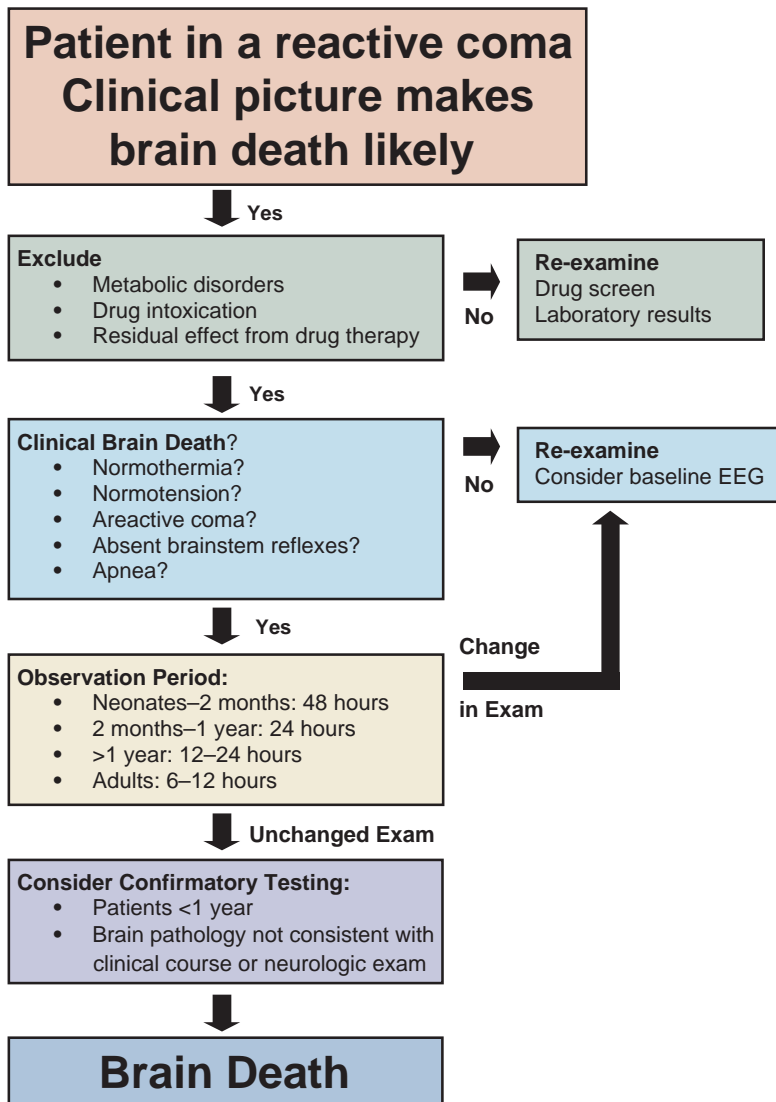 Patient in a reactive coma
Clinical picture makes
brain death likely
Yes
Exclude
• Metabolic disorders
• Drug intoxication
• Residual effect from drug therapy
No
Re-examine
Drug screen
Laboratory results
Yes
Clinical Brain Death?
• Normothermia?
• Normotension?
• Areactive coma?
• Absent brainstem reflexes?
• Apnea?
No
Re-examine
Consider baseline EEG
Yes
Observation Period:
• Neonates–2 months: 48 hours
• 2 months–1 year: 24 hours
• >1 year: 12–24 hours
• Adults: 6–12 hours
Change
in Exam
Unchanged Exam
Consider Confirmatory Testing:
• Patients <1 year
• Brain pathology not consistent with
clinical course or neurologic exam
Brain Death